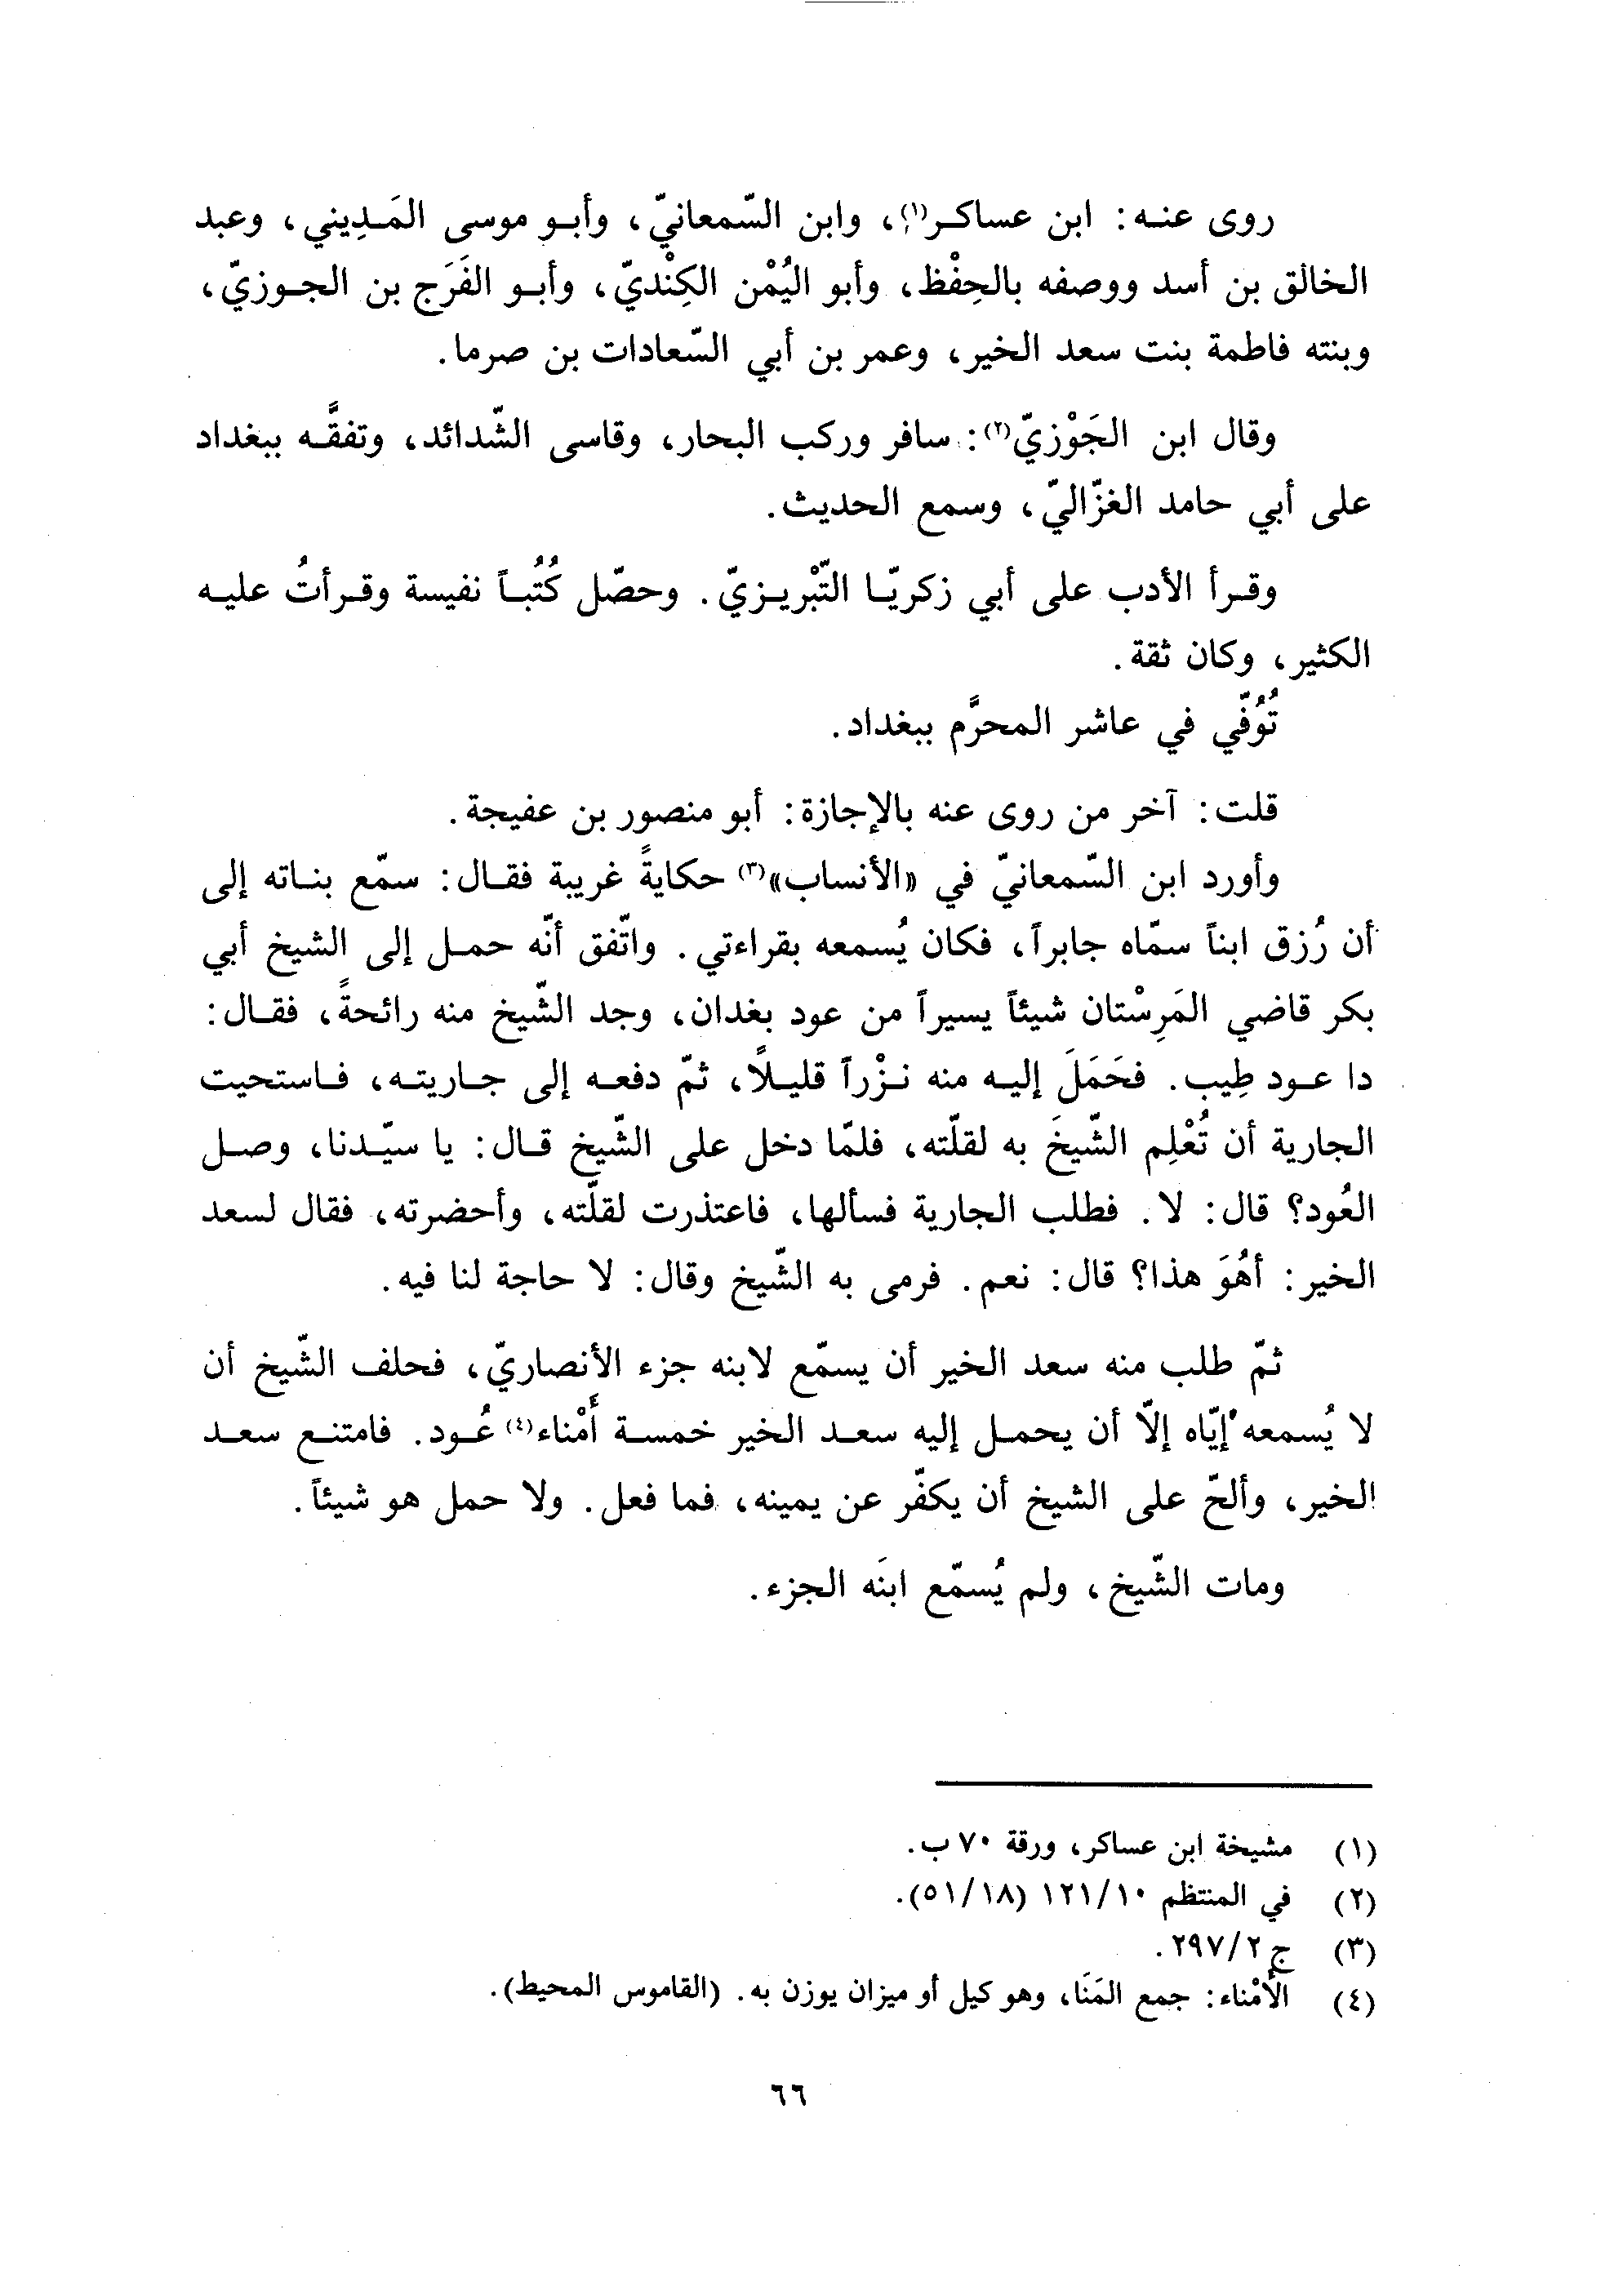 روى عنه: ابن عساكر(١)، وابن السّمعانيّ، وأبو موسى المَدِيني، وعبد
الخالق بن أسد ووصفه بالحِفْظ، وأبو اليُمْن الكِنْديّ، وأبو الفَرَج بن الجوزيّ،
وبنته فاطمة بنت سعد الخير، وعمر بن أبي السّعادات بن صرما.
وقال ابن الجَوْزيّ(٢): سافر وركب البحار، وقاسى الشّدائد، وتفقَّه ببغداد
على أبي حامد الغزّاليّ، وسمع الحديث.
وقرأ الأدب على أبي زكريّا التّبْريزيّ. وحصّل كُتُباً نفيسة وقرأتُ عليه
الكثير، وكان ثقة.
تُوُفّي في عاشر المحرَّم ببغداد.
قلت: آخر من روى عنه بالإجازة: أبو منصور بن عفيجة.
وأورد ابن السّمعانيّ في «الأنساب»(٣) حكايةً غريبة فقال: سمّع بناته إلى
أن رُزق ابناً سمّاه جابراً، فكان يُسمعه بقراءتي. واتّفق أنّه حمل إلى الشيخ أبي
بكر قاضي المَرِسْتان شيئاً يسيراً من عود بغدان، وجد الشّيخ منه رائحةً، فقال:
دا عود طِيب. فحَمَلَ إليه منه نزْراً قليلًا، ثمّ دفعه إلى جاريته، فاستحيت
الجارية أن تُعْلِم الشّيخَ به لقلّته، فلمّا دخل على الشّيخ قال: يا سيّدنا، وصل
العُود؟ قال: لا. فطلب الجارية فسألها، فاعتذرت لقلّته، وأحضرته، فقال لسعد
الخير: أهُوَ هذا؟ قال: نعم. فرمى به الشّيخ وقال: لا حاجة لنا فيه.
ثمّ طلب منه سعد الخير أن يسمّع لابنه جزء الأنصاريّ، فحلف الشّيخ أن
لا يُسمعه إيّاه إلّا أن يحمل إليه سعد الخير خمسة أَمْناء(٤) عُود. فامتنع سعد
الخير، وألحّ على الشيخ أن يكفّر عن يمينه، فما فعل. ولا حمل هو شيئاً.
ومات الشّيخ، ولم يُسمّع ابنَه الجزء.
(١) مشيخة ابن عساكر، ورقة ٧٠ ب.
(٢) في المنتظم ١٢١/١٠ (٥١/١٨).
(٣) ج ٢٩٧/٢.
(٤) الأَمْناء: جمع المَنَا، وهو كيل أو ميزان يوزن به. (القاموس المحيط).
٦٦